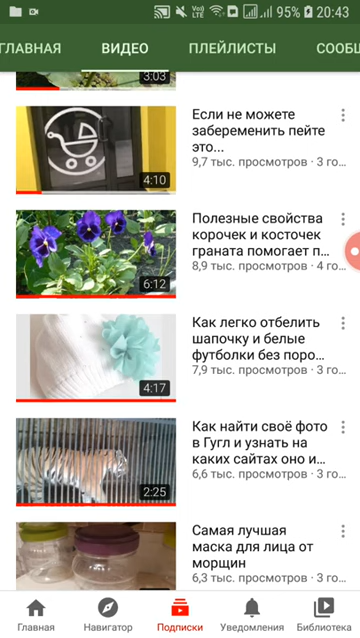 Vo))
LTE
95%
20:43
ГЛАВНАЯ
ВИДЕО
ПЛЕЙЛИСТЫ
СООБЩ
3:03
4:10
Если не можете
забеременить пейте
это...
9,7 тыс. просмотров · 3 го...
6:12
Полезные свойства
корочек и косточек
граната помогает п...
8,9 тыс. просмотров · 4 го...
4:17
Как легко отбелить
шапочку и белые
футболки без поро...
7,9 тыс. просмотров · 3 го...
2:25
Как найти своё фото
в Гугл и узнать на
каких сайтах оно и...
6,6 тыс. просмотров · 3 го...
Самая лучшая
маска для лица от
морщин
6,3 тыс. просмотров · 3 го...
Главная
Навигатор
Подписки
Уведомления
Библиотека